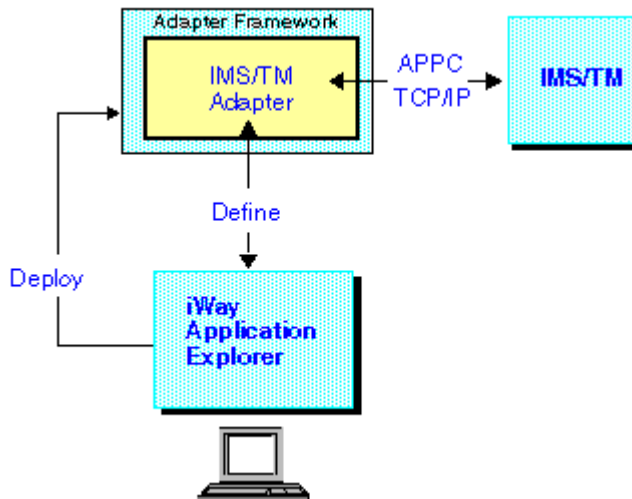 Adapter Framework
IMS/TM
Adapter
APPC
TCP/IP
IMS/TM
Define
Deploy
iWay
Application
Explorer